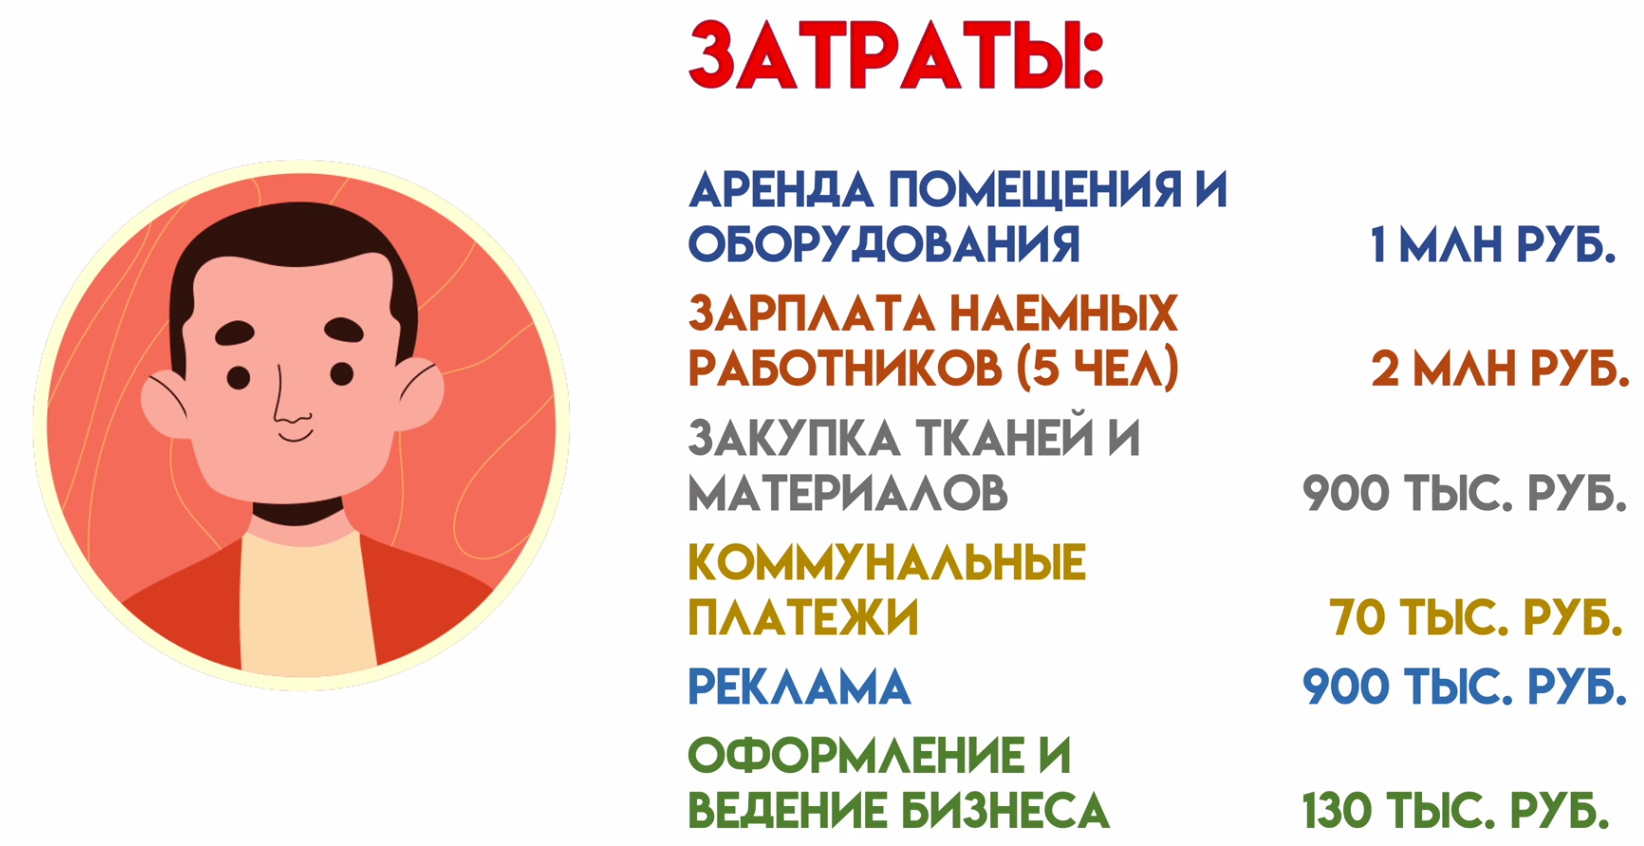 ЗАТРАТЫ:
АРЕНДА ПОМЕЩЕНИЯ И
ОБОРУДОВАНИЯ 1 МЛН РУБ.
ЗАРПЛАТА НАЕМНЫХ
РАБОТНИКОВ (5 ЧЕЛ) 2 МЛН РУБ.
ЗАКУПКА ТКАНЕЙ И
МАТЕРИАЛОВ 900 ТЫС. РУБ.
КОММУНАЛЬНЫЕ
ПЛАТЕЖИ 70 ТЫС. РУБ.
РЕКЛАМА 900 ТЫС. РУБ.
ОФОРМЛЕНИЕ И
ВЕДЕНИЕ БИЗНЕСА 130 ТЫС. РУБ.